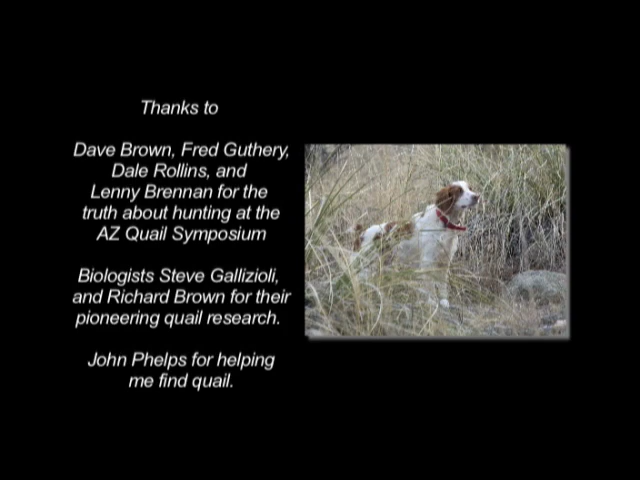 Thanks to
Dave Brown, Fred Guthery,
Dale Rollins, and
Lenny Brennan for the
truth about hunting at the
AZ Quail Symposium
Biologists Steve Gallizioli,
and Richard Brown for their
pioneering quail research.
John Phelps for helping
me find quail.